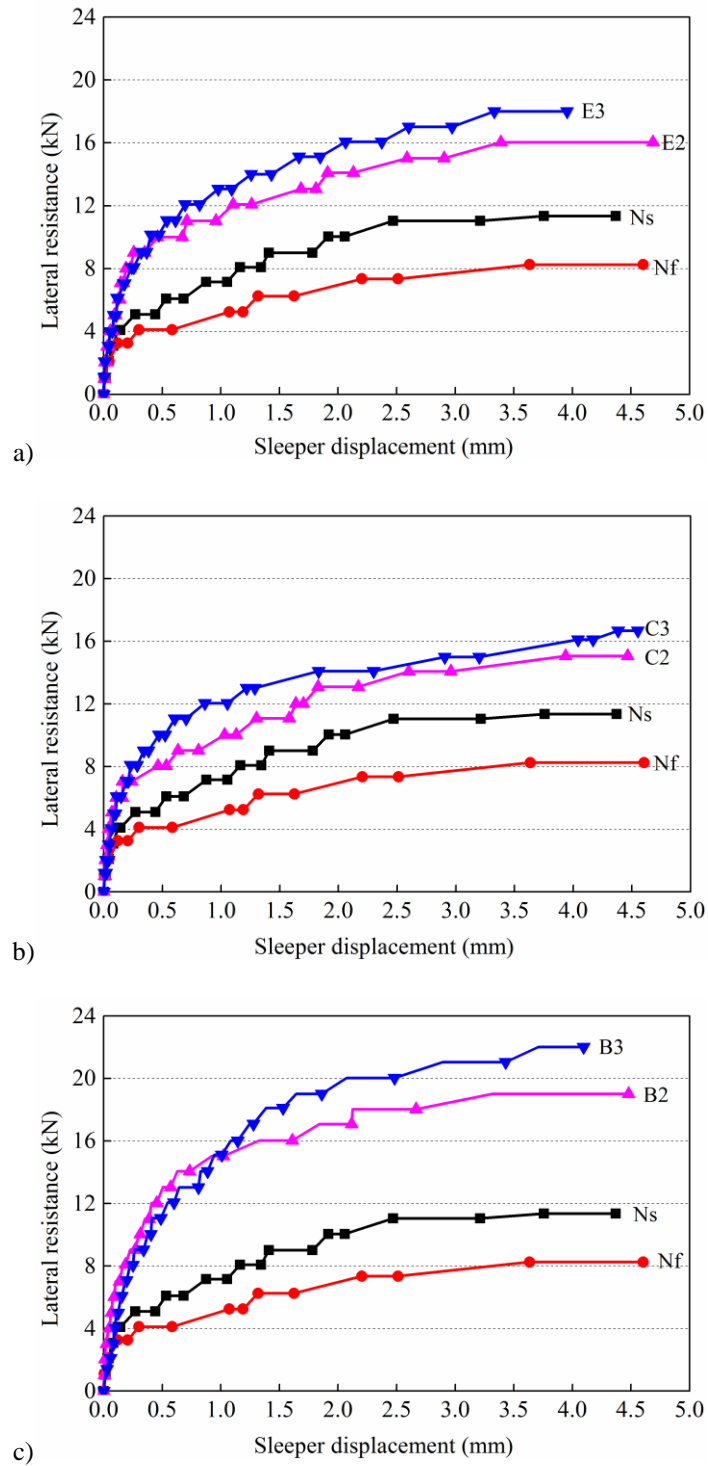 24
20
16
12
8
4
0
Lateral resistance (kN)
E3
E2
Ns
Nf
0.0 0.5 1.0 1.5 2.0 2.5 3.0 3.5 4.0 4.5 5.0
Sleeper displacement (mm)
a)
24
20
16
12
8
4
0
Lateral resistance (kN)
C3
C2
Ns
Nf
0.0 0.5 1.0 1.5 2.0 2.5 3.0 3.5 4.0 4.5 5.0
Sleeper displacement (mm)
b)
24
20
16
12
8
4
0
Lateral resistance (kN)
B3
B2
Ns
Nf
0.0 0.5 1.0 1.5 2.0 2.5 3.0 3.5 4.0 4.5 5.0
Sleeper displacement (mm)
c)